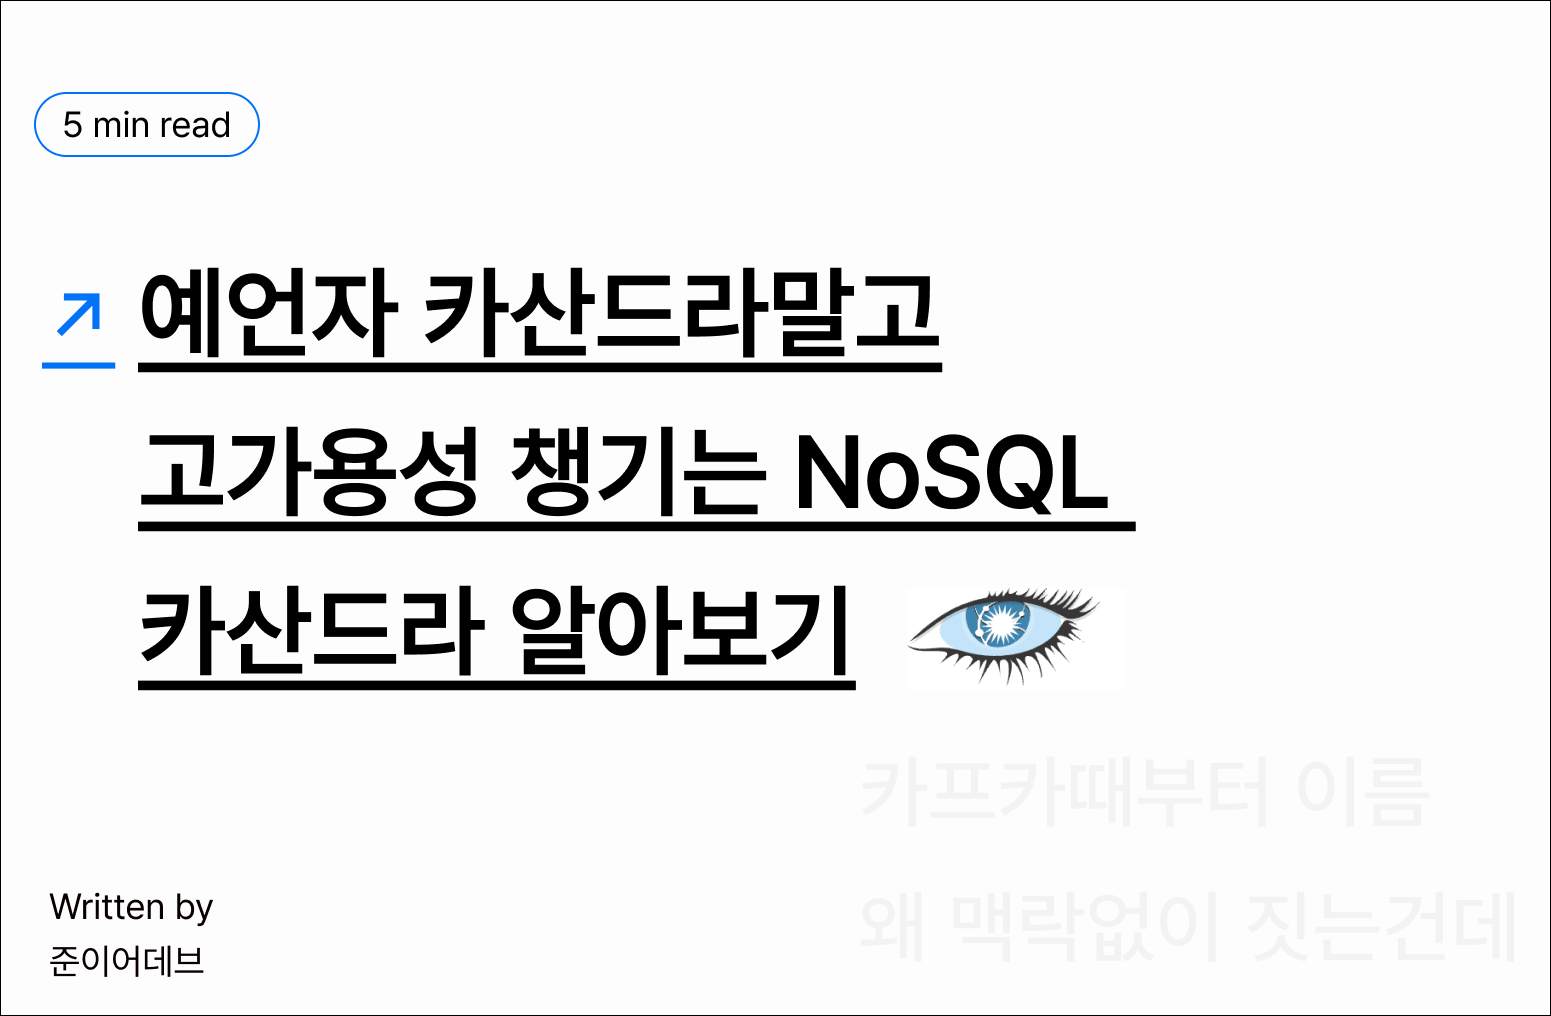 5 min read
예언자 카산드라말고
고가용성 챙기는 NoSQL
카산드라 알아보기
카프카때부터 이름
왜 맥락없이 짓는건데
Written by
준이어데브